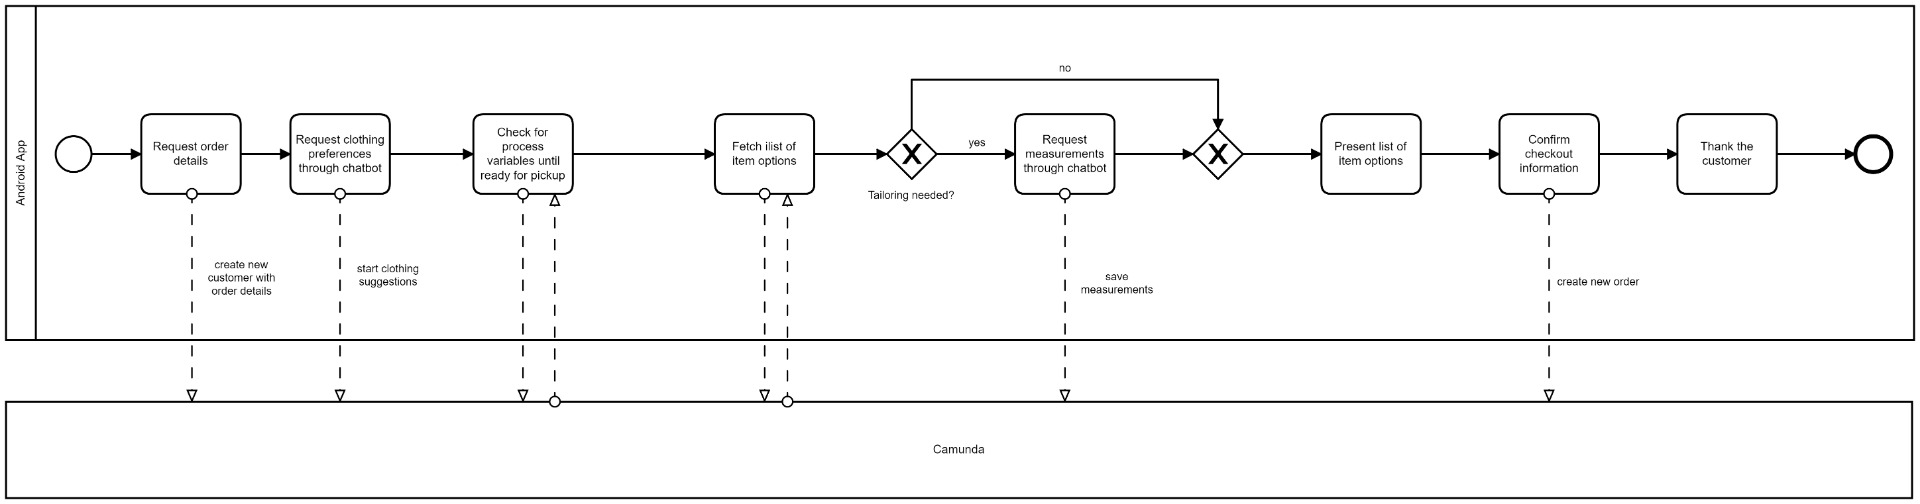 Android App
no
Request order
details
Request clothing
preferences
through chatbot
Check for
process
variables until
ready for pickup
Fetch ilist of
item options
yes
Tailoring needed?
Request
measurements
through chatbot
Present list of
item options
Confirm
checkout
information
Thank the
customer
create new
customer with
order details
start clothing
suggestions
save
measurements
create new order
Camunda